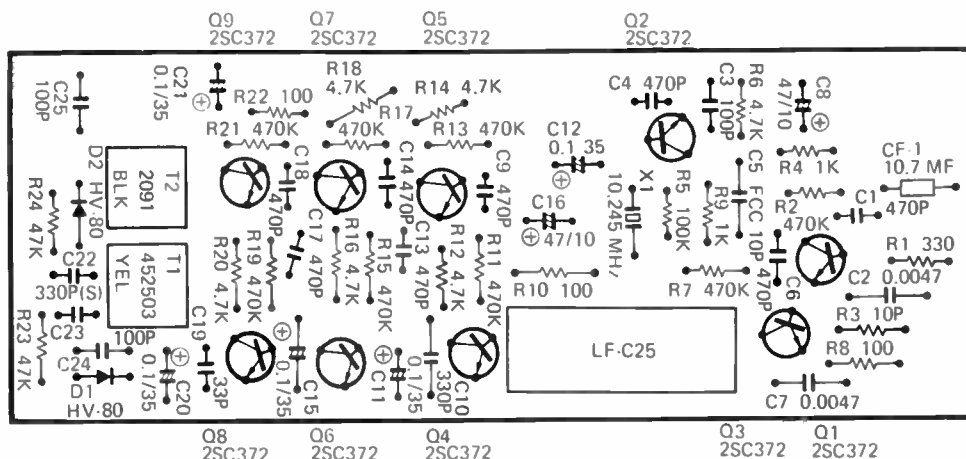 Q9
2SC372
Q7
2SC372
Q5
2SC372
Q2
2SC372
C25
100P
C21
0.1/35
R22 100
R18
4.7K
R17
R14 4.7K
R21 470K
470K
R13 470K
C4 470P
C3
100P
R6 4.7K
C8
47/10
C12
0.1 35
R4 1K
CF-1
10.7 MF
470P
D2 HV-80
BLK
2091
T2
R24
47K
C18
470P
C14
470P
C9
470P
C16
47/10
X1
10.245 MHz
R5
100K
R9 1K
C5
FCC 10P
R2
470K
C1
R1 330
C22
330P(S)
YEL
452503
T1
R20 4.7K
R19
470K
C17
470P
R16
4.7K
R15
470K
C13
470P
R12
4.7K
R11
470K
R10 100
R7 470K
C6
470P
C2
0.0047
R3 10P
R8 100
R23 47K
C23
C24
100P
D1
HV-80
0.1/35
C20
C19
33P
0.1/35
C15
C11
0.1/35
330P
C10
LF-C25
C7 0.0047
Q8
2SC372
Q6
2SC372
Q4
2SC372
Q3
2SC372
Q1
2SC372